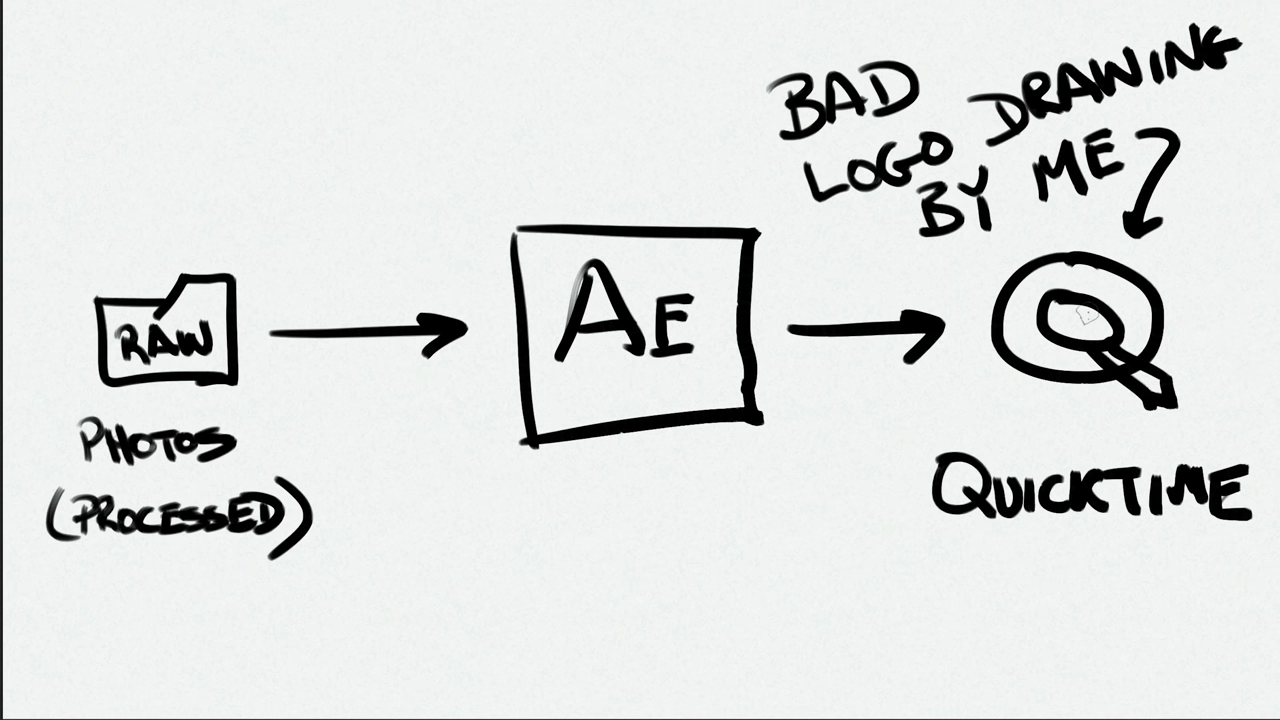 BAD DRAWING
LOGO BY ME
RAW
PHOTOS
(PROCESSED)
AE
QUICKTIME